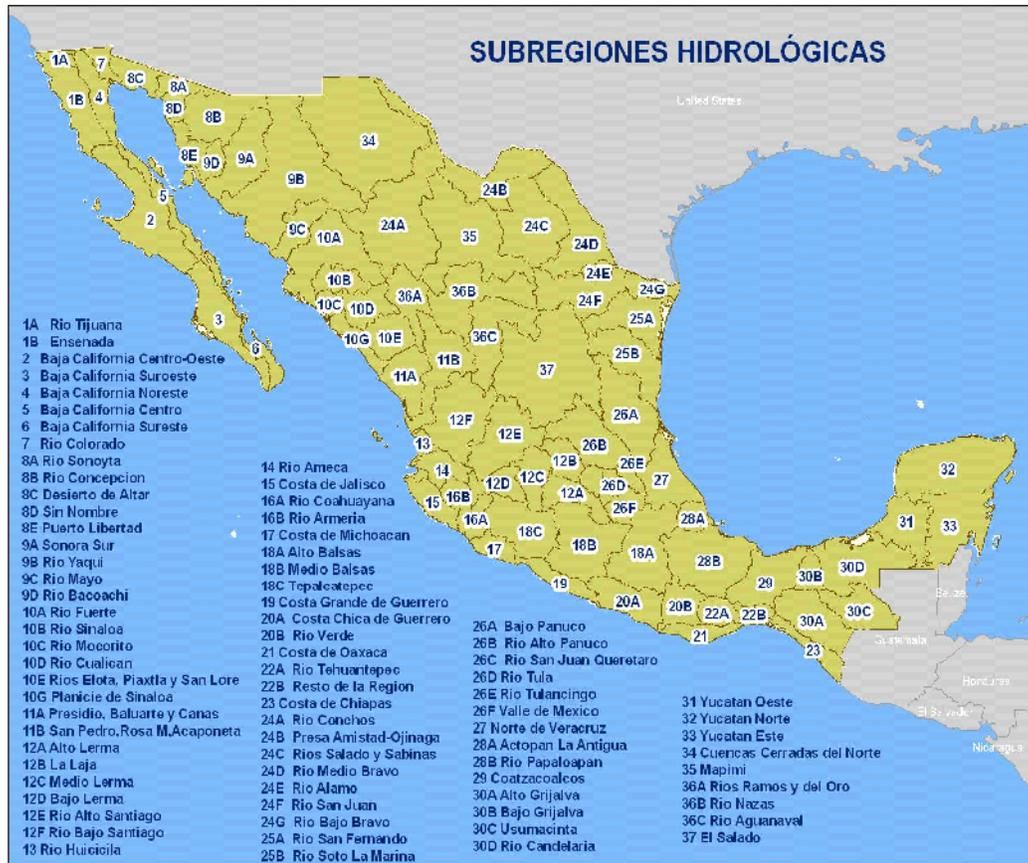 SUBREGIONES HIDROLÓGICAS
United States
1A
7
8C
8A
1B
4
8D
8B
34
8E
9D
9A
9B
24B
5
2
9C
10A
24A
35
24C
24D
24E
10B
36A
36B
24F
24G
10C
10D
25A
3
10G
10E
36C
6
11B
25B
11A
37
12F
12E
26A
13
26B
14
12B
26E
32
12D
12C
26D
27
15
16B
12A
26F
16A
18C
28A
31
33
17
18B
18A
28B
30D
29
30B
19
20A
20B
22A
22B
30A
30C
21
23
Belize
Guatemala
Honduras
El Salvador
Nicaragua
1A Rio Tijuana
1B Ensenada
2 Baja California Centro-Oeste
3 Baja California Suroeste
4 Baja California Noreste
5 Baja California Centro
6 Baja California Sureste
7 Rio Colorado
8A Rio Sonoyta
8B Rio Concepcion
8C Desierto de Altar
8D Sin Nombre
8E Puerto Libertad
9A Sonora Sur
9B Rio Yaqui
9C Rio Mayo
9D Rio Bacoachi
10A Rio Fuerte
10B Rio Sinaloa
10C Rio Mocorito
10D Rio Cualican
10E Rios Elota, Piaxtla y San Lore
10G Planicie de Sinaloa
11A Presidio, Baluarte y Canas
11B San Pedro,Rosa M,Acaponeta
12A Alto Lerma
12B La Laja
12C Medio Lerma
12D Bajo Lerma
12E Rio Alto Santiago
12F Rio Bajo Santiago
13 Rio Huicicila
14 Rio Ameca
15 Costa de Jalisco
16A Rio Coahuayana
16B Rio Armeria
17 Costa de Michoacan
18A Alto Balsas
18B Medio Balsas
18C Tepalcatepec
19 Costa Grande de Guerrero
20A Costa Chica de Guerrero
20B Rio Verde
21 Costa de Oaxaca
22A Rio Tehuantepec
22B Resto de la Region
23 Costa de Chiapas
24A Rio Conchos
24B Presa Amistad-Ojinaga
24C Rios Salado y Sabinas
24D Rio Medio Bravo
24E Rio Alamo
24F Rio San Juan
24G Rio Bajo Bravo
25A Rio San Fernando
25B Rio Soto La Marina
26A Bajo Panuco
26B Rio Alto Panuco
26C Rio San Juan Queretaro
26D Rio Tula
26E Rio Tulancingo
26F Valle de Mexico
27 Norte de Veracruz
28A Actopan La Antigua
28B Rio Papaloapan
29 Coatzacoalcos
30A Alto Grijalva
30B Bajo Grijalva
30C Usumacinta
30D Rio Candelaria
31 Yucatan Oeste
32 Yucatan Norte
33 Yucatan Este
34 Cuencas Cerradas del Norte
35 Mapimi
36A Rios Ramos y del Oro
36B Rio Nazas
36C Rio Aguanaval
37 El Salado